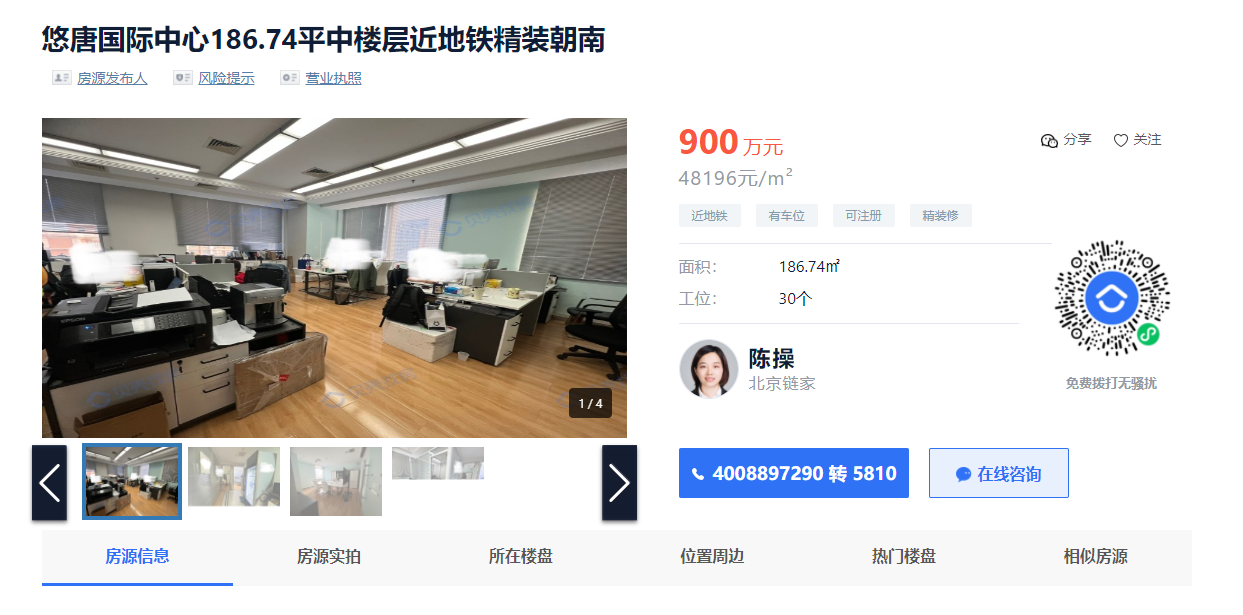 悠唐国际中心186.74平中楼层近地铁精装朝南
房源发布人 风险提示 营业执照
900万元
分享 关注
48196元/m²
近地铁 有车位 可注册 精装修
面积： 186.74㎡
工位： 30个
陈操
北京链家
免费拨打无骚扰
EPSON
1 / 4
4008897290 转 5810
在线咨询
房源信息 房源实拍 所在楼盘 位置周边 热门楼盘 相似房源